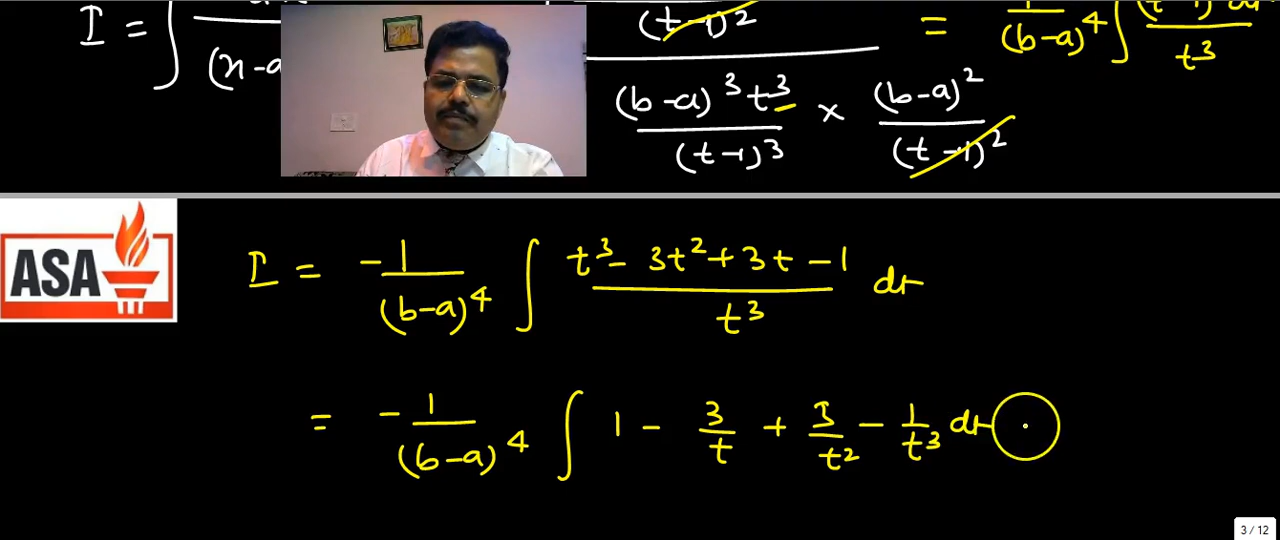 I = ∫ (x-a
(t-1)²
(b-a)³t³/(t-1)³ × (b-a)²/(t-1)²
= 1/(b-a)⁴ ∫ /t³
ASA
I = -1/(b-a)⁴ ∫ t³- 3t²+3t-1/t³ dt
= -1/(b-a)⁴ ∫ 1 - 3/t + 3/t² - 1/t³ dt
3 / 12